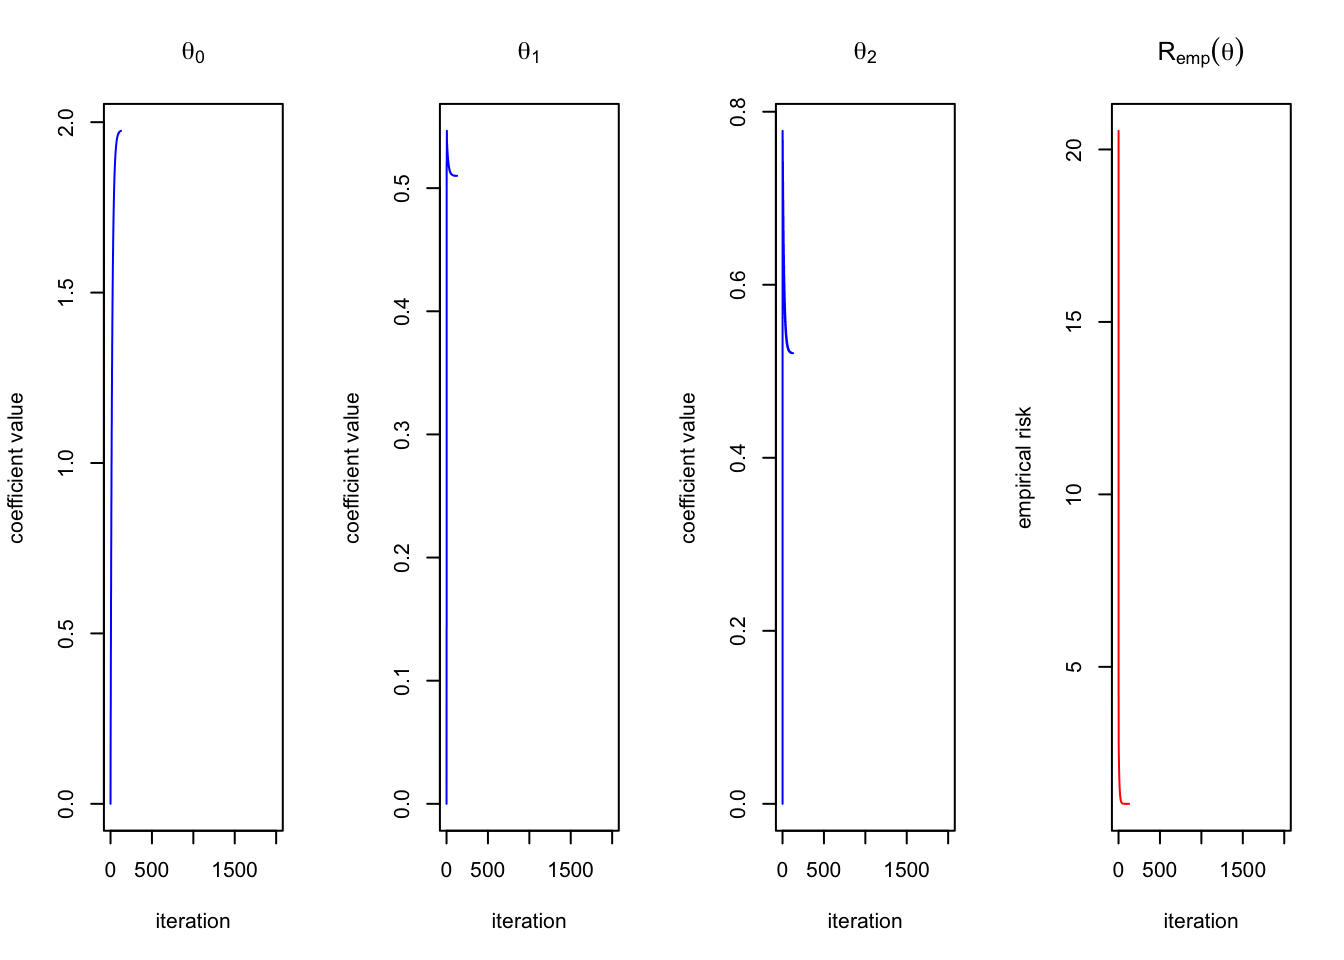 θ0
coefficient value
0.0 0.5 1.0 1.5 2.0
0 500 1500
iteration
θ1
coefficient value
0.0 0.1 0.2 0.3 0.4 0.5
0 500 1500
iteration
θ2
coefficient value
0.0 0.2 0.4 0.6 0.8
0 500 1500
iteration
Remp(θ)
empirical risk
5 10 15 20
0 500 1500
iteration